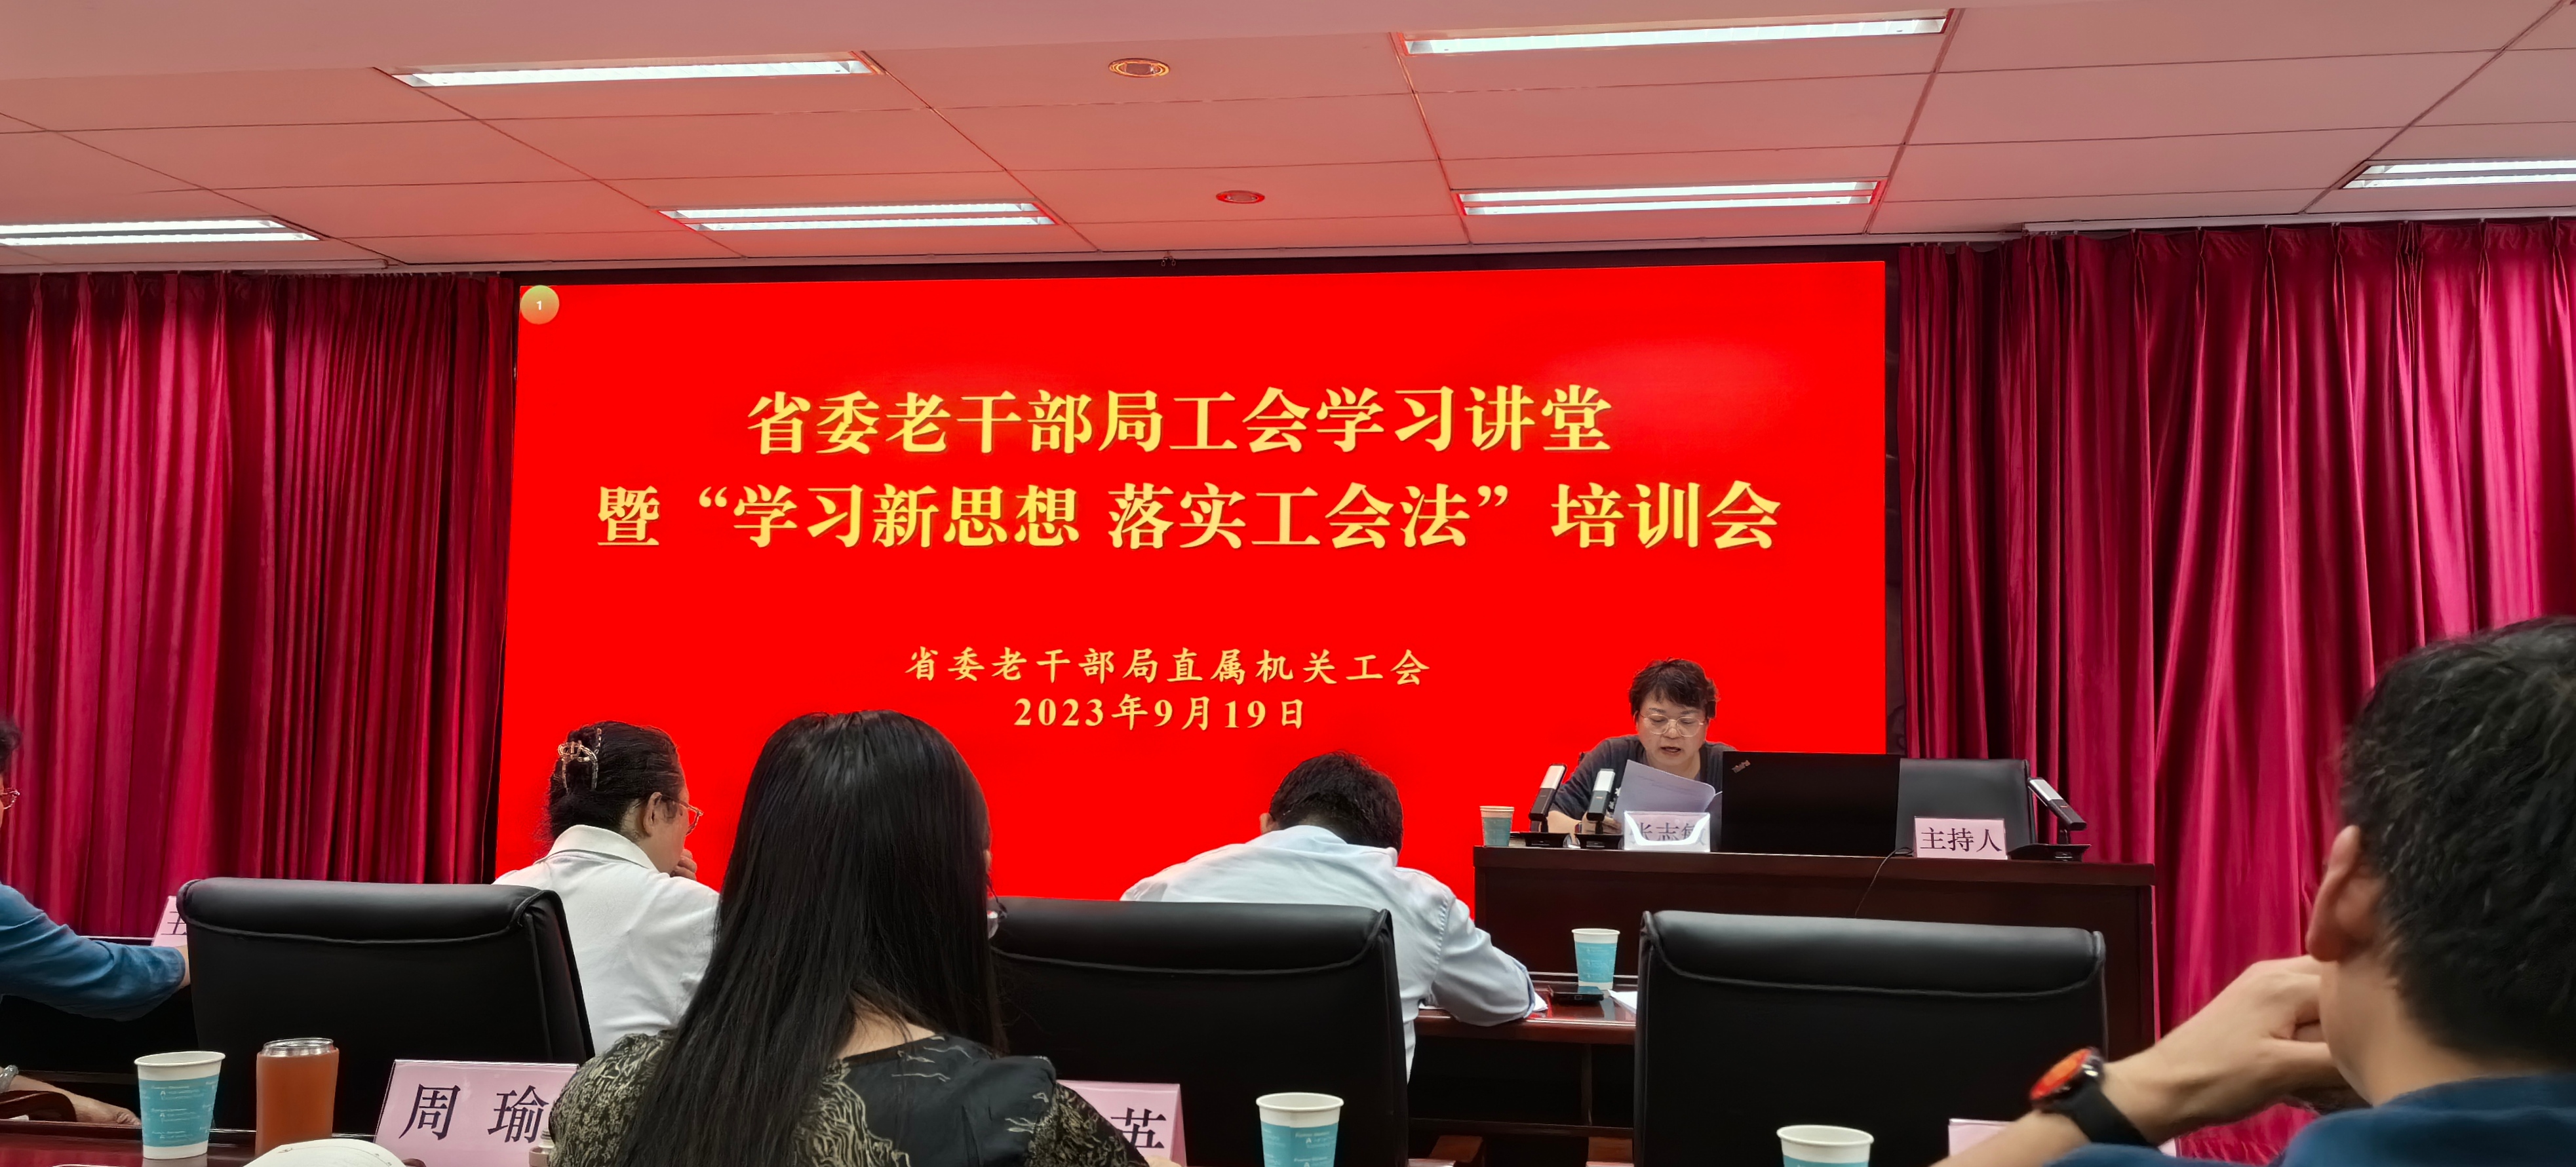 1
省委老干部局工会学习讲堂
暨“学习新思想 落实工会法”培训会
省委老干部局直属机关工会
2023年9月19日
主持人
周 瑜
英